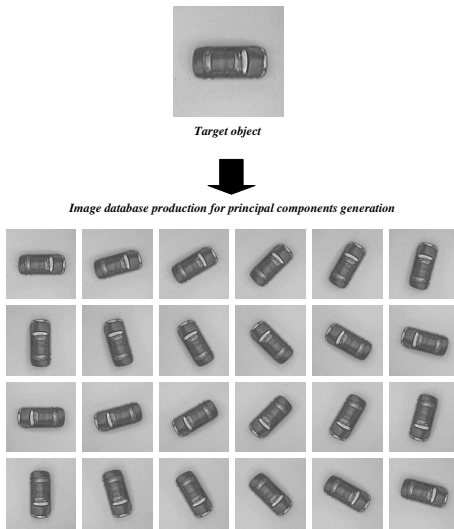 Target object
Image database production for principal components generation